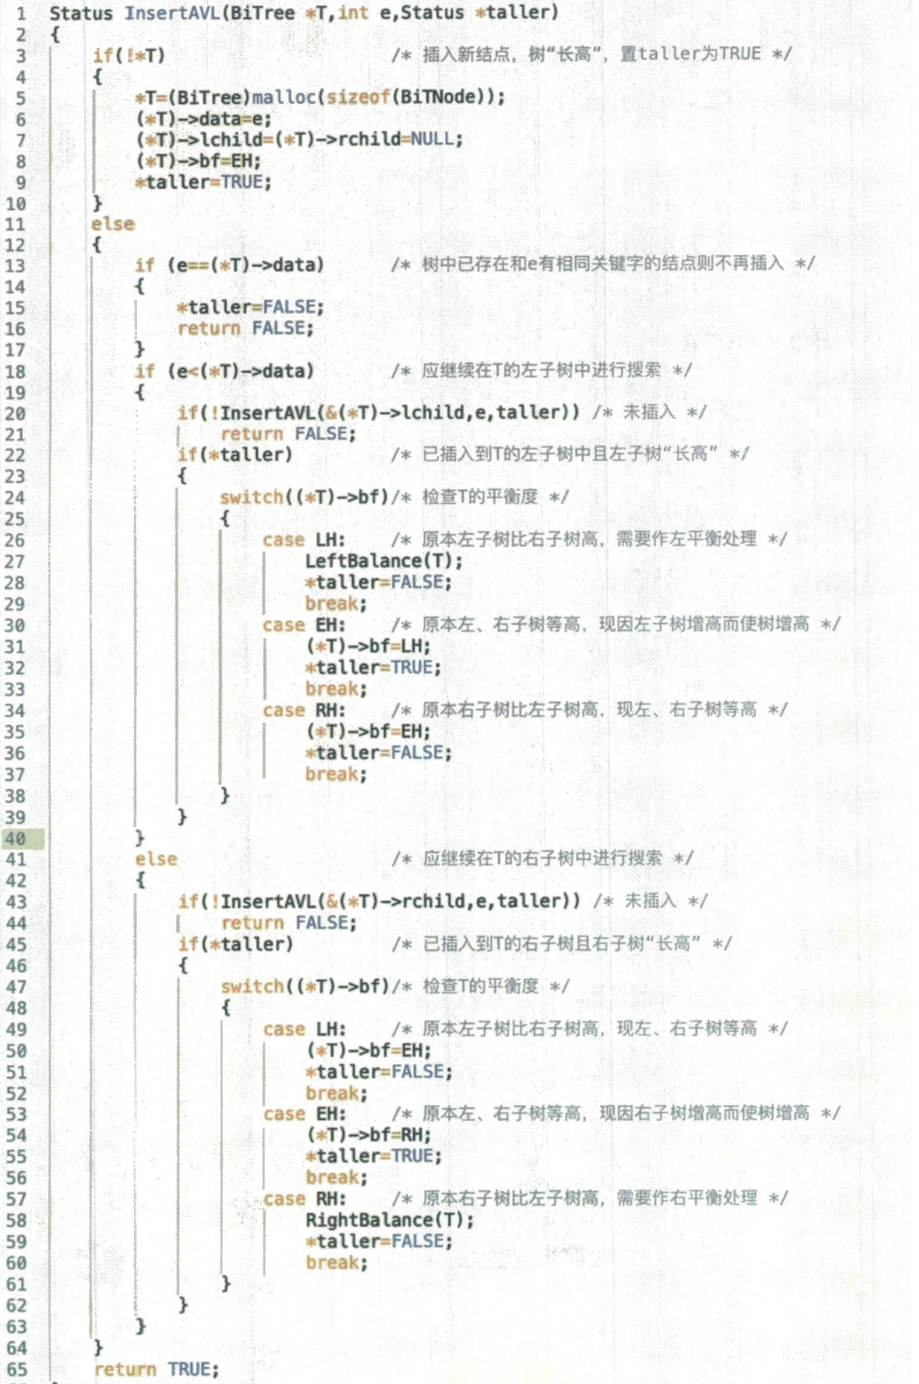 1 Status InsertAVL(BiTree *T,int e,Status *taller)
2 {
3 if(!*T) /* 插入新结点，树“长高”，置taller为TRUE */
4 {
5 *T=(BiTree)malloc(sizeof(BiTNode));
6 (*T)->data=e;
7 (*T)->lchild=(*T)->rchild=NULL;
8 (*T)->bf=EH;
9 *taller=TRUE;
10 }
11 else
12 {
13 if (e==(*T)->data) /* 树中已存在和e有相同关键字的结点则不再插入 */
14 {
15 *taller=FALSE;
16 return FALSE;
17 }
18 if (e<(*T)->data) /* 应继续在T的左子树中进行搜索 */
19 {
20 if(!InsertAVL(&(*T)->lchild,e,taller)) /* 未插入 */
21 return FALSE;
22 if(*taller) /* 已插入到T的左子树中且左子树“长高” */
23 {
24 switch((*T)->bf)/* 检查T的平衡度 */
25 {
26 case LH: /* 原本左子树比右子树高，需要作左平衡处理 */
27 LeftBalance(T);
28 *taller=FALSE;
29 break;
30 case EH: /* 原本左、右子树等高，现因左子树增高而使树增高 */
31 (*T)->bf=LH;
32 *taller=TRUE;
33 break;
34 case RH: /* 原本右子树比左子树高，现左、右子树等高 */
35 (*T)->bf=EH;
36 *taller=FALSE;
37 break;
38 }
39 }
40 }
41 else /* 应继续在T的右子树中进行搜索 */
42 {
43 if(!InsertAVL(&(*T)->rchild,e,taller)) /* 未插入 */
44 return FALSE;
45 if(*taller) /* 已插入到T的右子树且右子树“长高” */
46 {
47 switch((*T)->bf)/* 检查T的平衡度 */
48 {
49 case LH: /* 原本左子树比右子树高，现左、右子树等高 */
50 (*T)->bf=EH;
51 *taller=FALSE;
52 break;
53 case EH: /* 原本左、右子树等高，现因右子树增高而使树增高 */
54 (*T)->bf=RH;
55 *taller=TRUE;
56 break;
57 case RH: /* 原本右子树比左子树高，需要作右平衡处理 */
58 RightBalance(T);
59 *taller=FALSE;
60 break;
61 }
62 }
63 }
64 }
65 return TRUE;